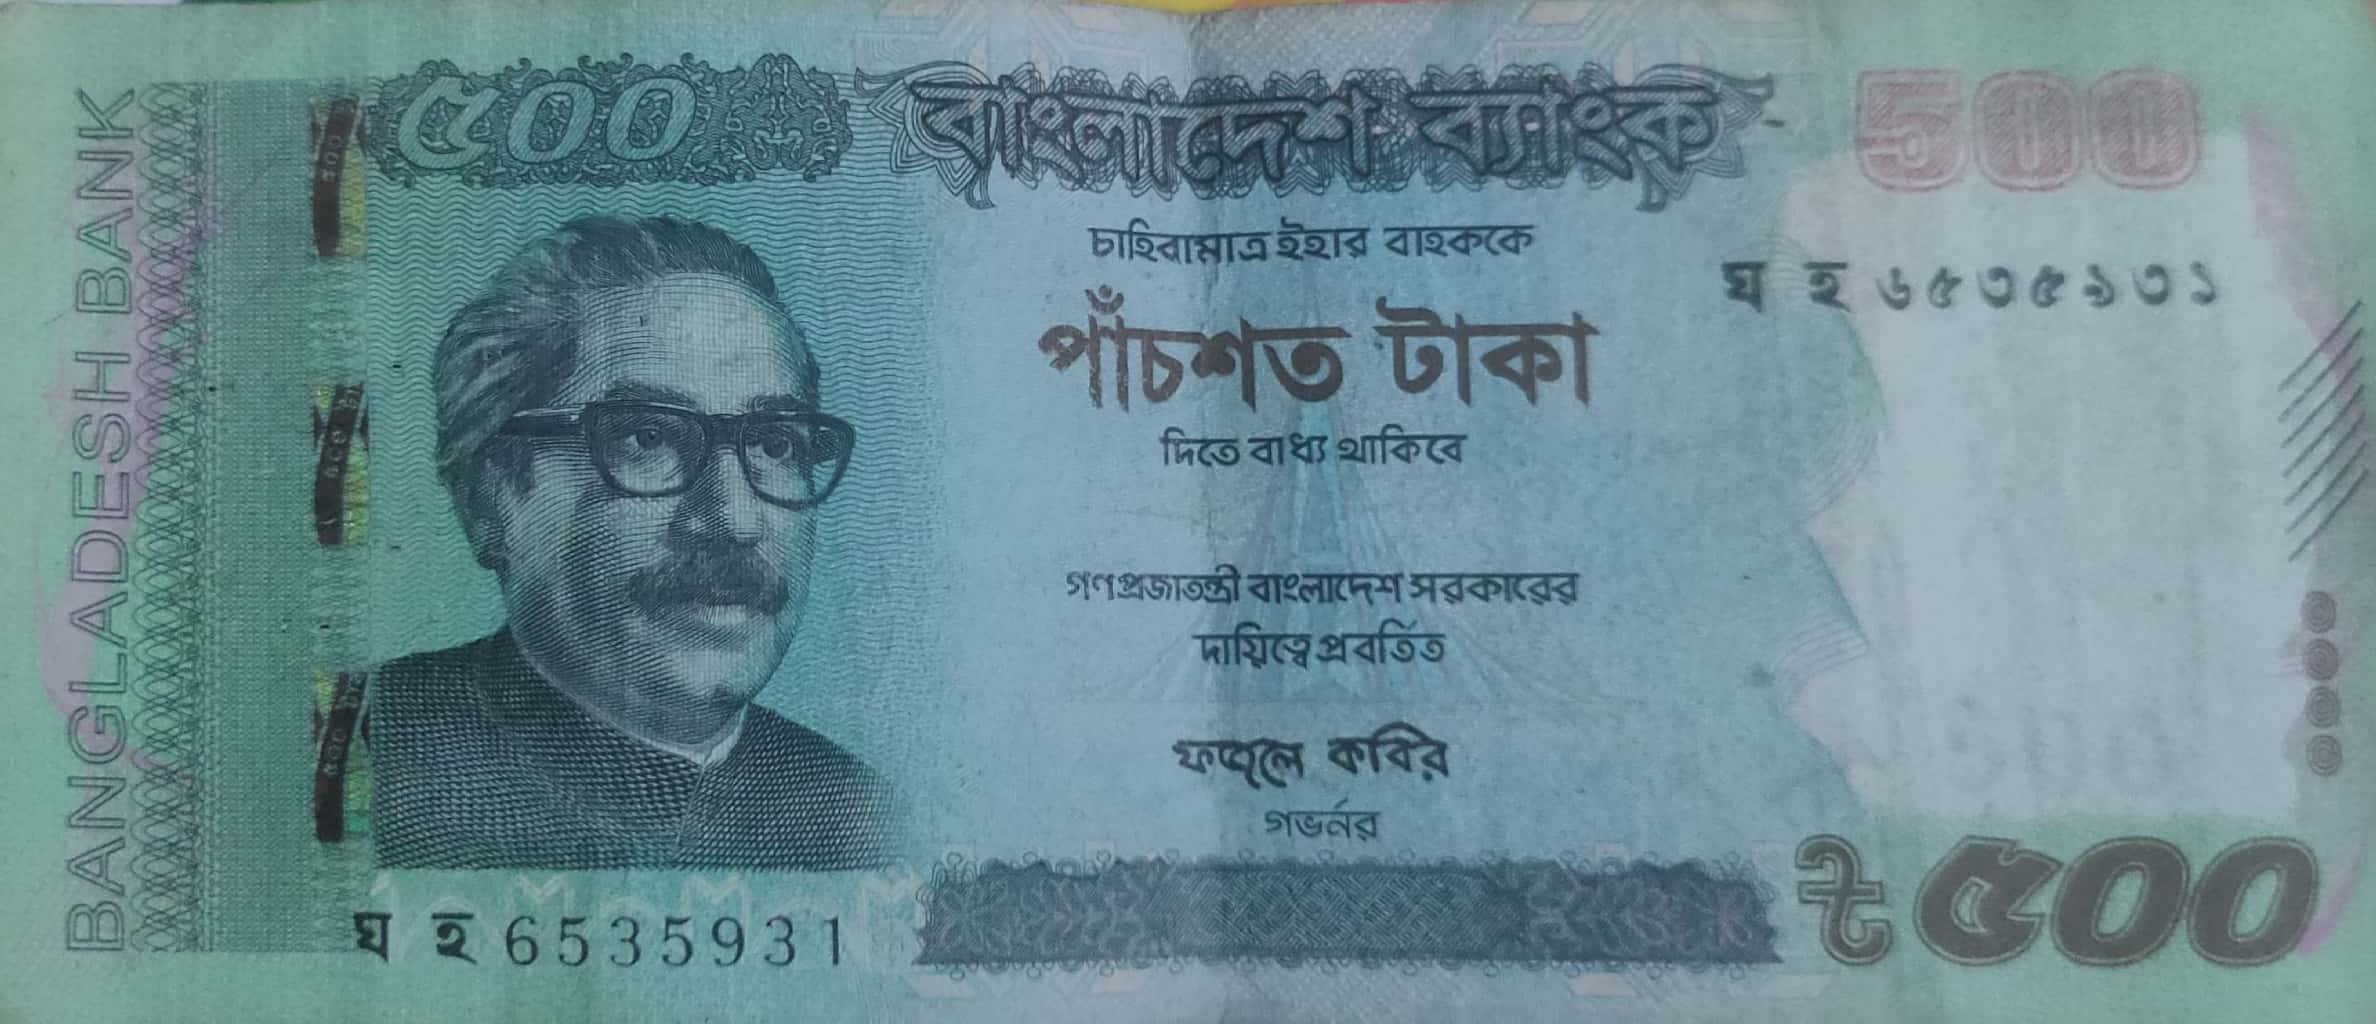 BANGLADESH BANK
৫০০
বাংলাদেশ ব্যাংক
500
চাহিবামাত্র ইহার বাহককে
ঘ হ ৬৫৩৫৯৩১
পাঁচশত টাকা
দিতে বাধ্য থাকিবে
গণপ্রজাতন্ত্রী বাংলাদেশ সরকারের
দায়িত্বে প্রবর্তিত
ফজলে কবির
গভর্নর
ঘ হ 6535931
৳ ৫০০